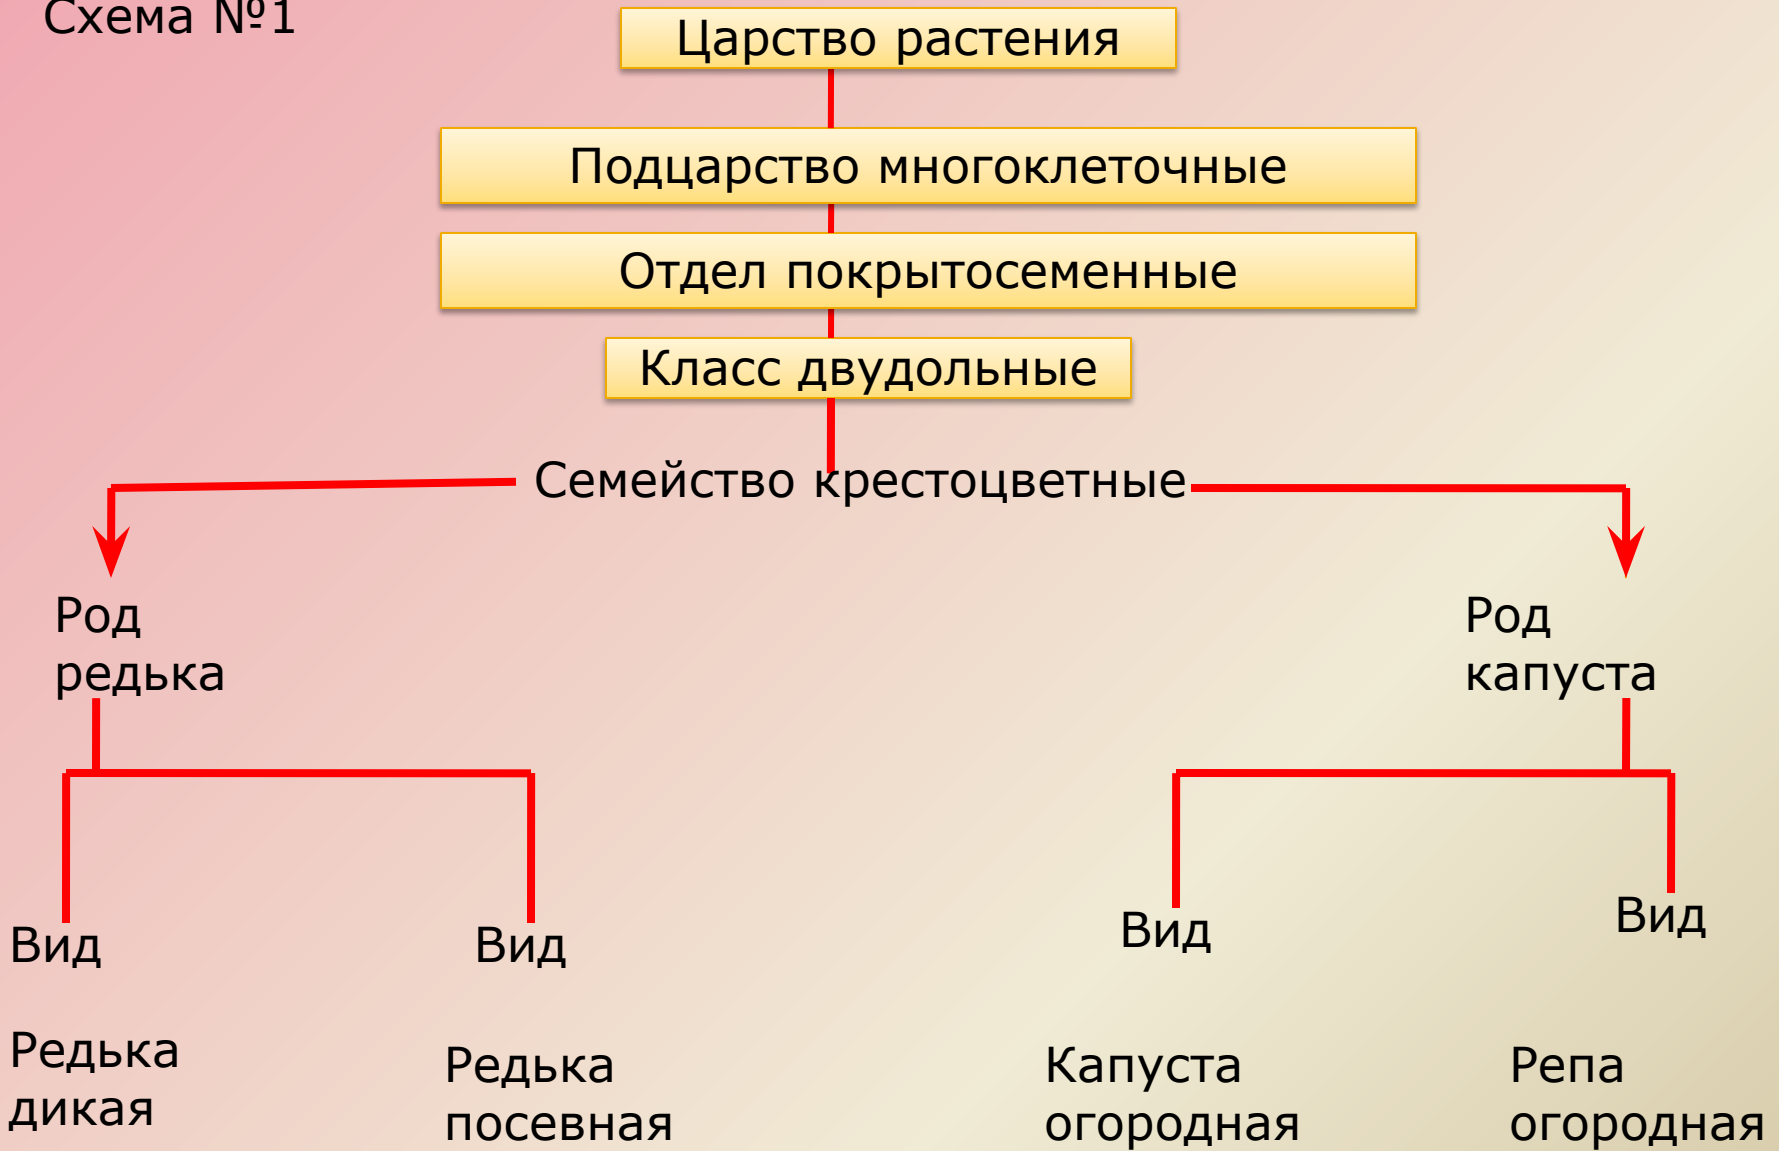 Схема №1
Царство растения
Подцарство многоклеточные
Отдел покрытосеменные
Класс двудольные
Семейство крестоцветные
Род
редька
Род
капуста
Вид
Вид
Вид
Вид
Редька
дикая
Редька
посевная
Капуста
огородная
Репа
огородная